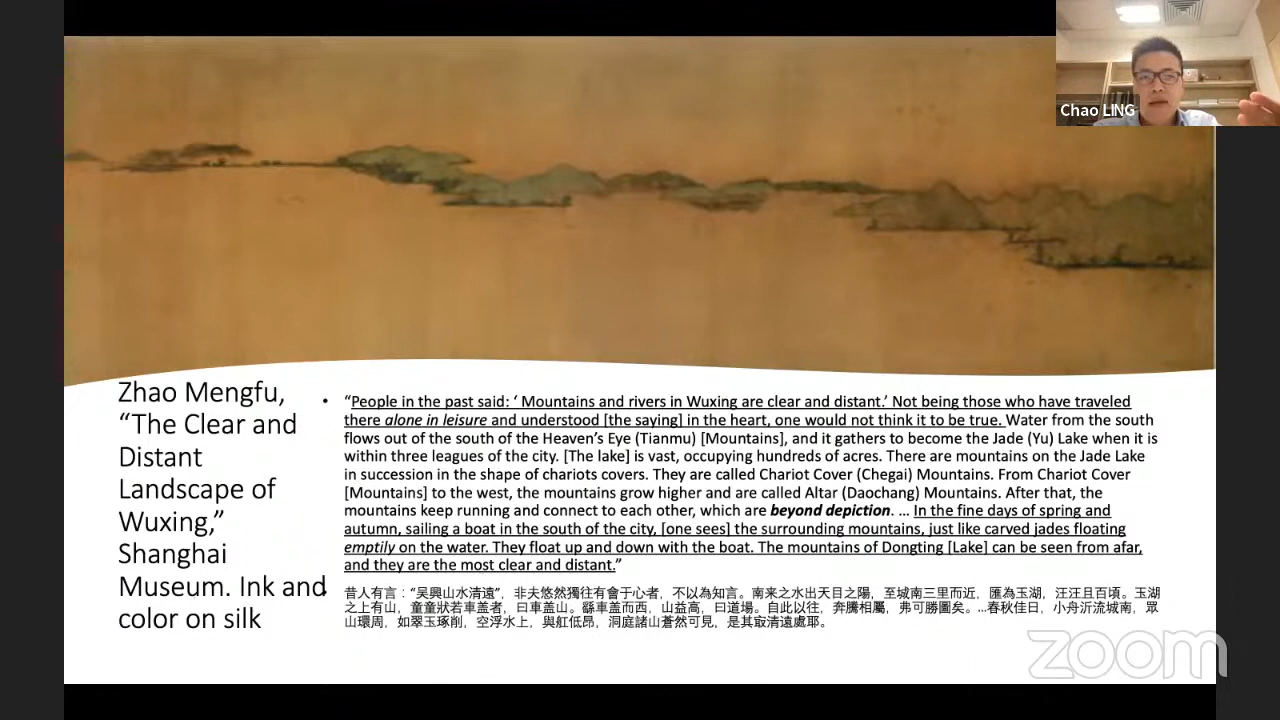 Chao LING
Zhao Mengfu,
“The Clear and
Distant
Landscape of
Wuxing,”
Shanghai
Museum. Ink and
color on silk
• “People in the past said: ‘ Mountains and rivers in Wuxing are clear and distant.’ Not being those who have traveled
there alone in leisure and understood [the saying] in the heart, one would not think it to be true. Water from the south
flows out of the south of the Heaven’s Eye (Tianmu) [Mountains], and it gathers to become the Jade (Yu) Lake when it is
within three leagues of the city. [The lake] is vast, occupying hundreds of acres. There are mountains on the Jade Lake
in succession in the shape of chariots covers. They are called Chariot Cover (Chegai) Mountains. From Chariot Cover
[Mountains] to the west, the mountains grow higher and are called Altar (Daochang) Mountains. After that, the
mountains keep running and connect to each other, which are beyond depiction. … In the fine days of spring and
autumn, sailing a boat in the south of the city, [one sees] the surrounding mountains, just like carved jades floating
emptily on the water. They float up and down with the boat. The mountains of Dongting [Lake] can be seen from afar,
and they are the most clear and distant.”
昔人有言：“吴興山水清遠”，非夫悠然獨往有會于心者，不以為知言。南來之水出天目之陽，至城南三里而近，匯為玉湖，汪汪且百頃。玉湖
之上有山，童童狀若車盖者，曰車盖山。繇車盖而西，山益高，曰道場。自此以往，奔騰相屬，弗可勝圖矣。…春秋佳日，小舟沂流城南，眾
山環周，如翠玉琢削，空浮水上，與舡低昂，洞庭諸山蒼然可見，是其最清遠處耶。
zoom